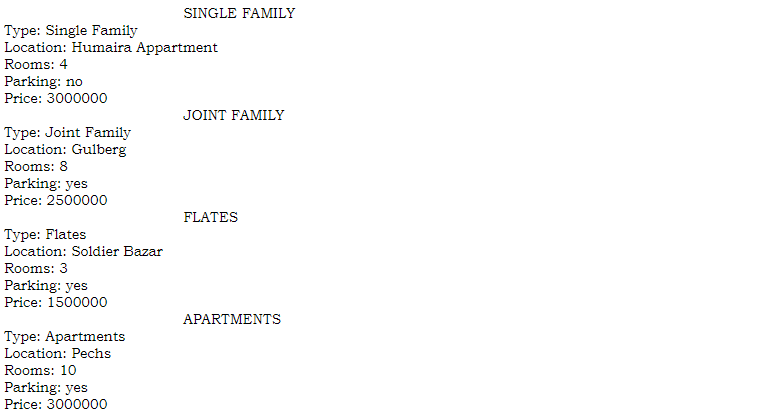 SINGLE FAMILY
Type: Single Family
Location: Humaira Appartment
Rooms: 4
Parking: no
Price: 3000000
JOINT FAMILY
Type: Joint Family
Location: Gulberg
Rooms: 8
Parking: yes
Price: 2500000
FLATES
Type: Flates
Location: Soldier Bazar
Rooms: 3
Parking: yes
Price: 1500000
APARTMENTS
Type: Apartments
Location: Pechs
Rooms: 10
Parking: yes
Price: 3000000